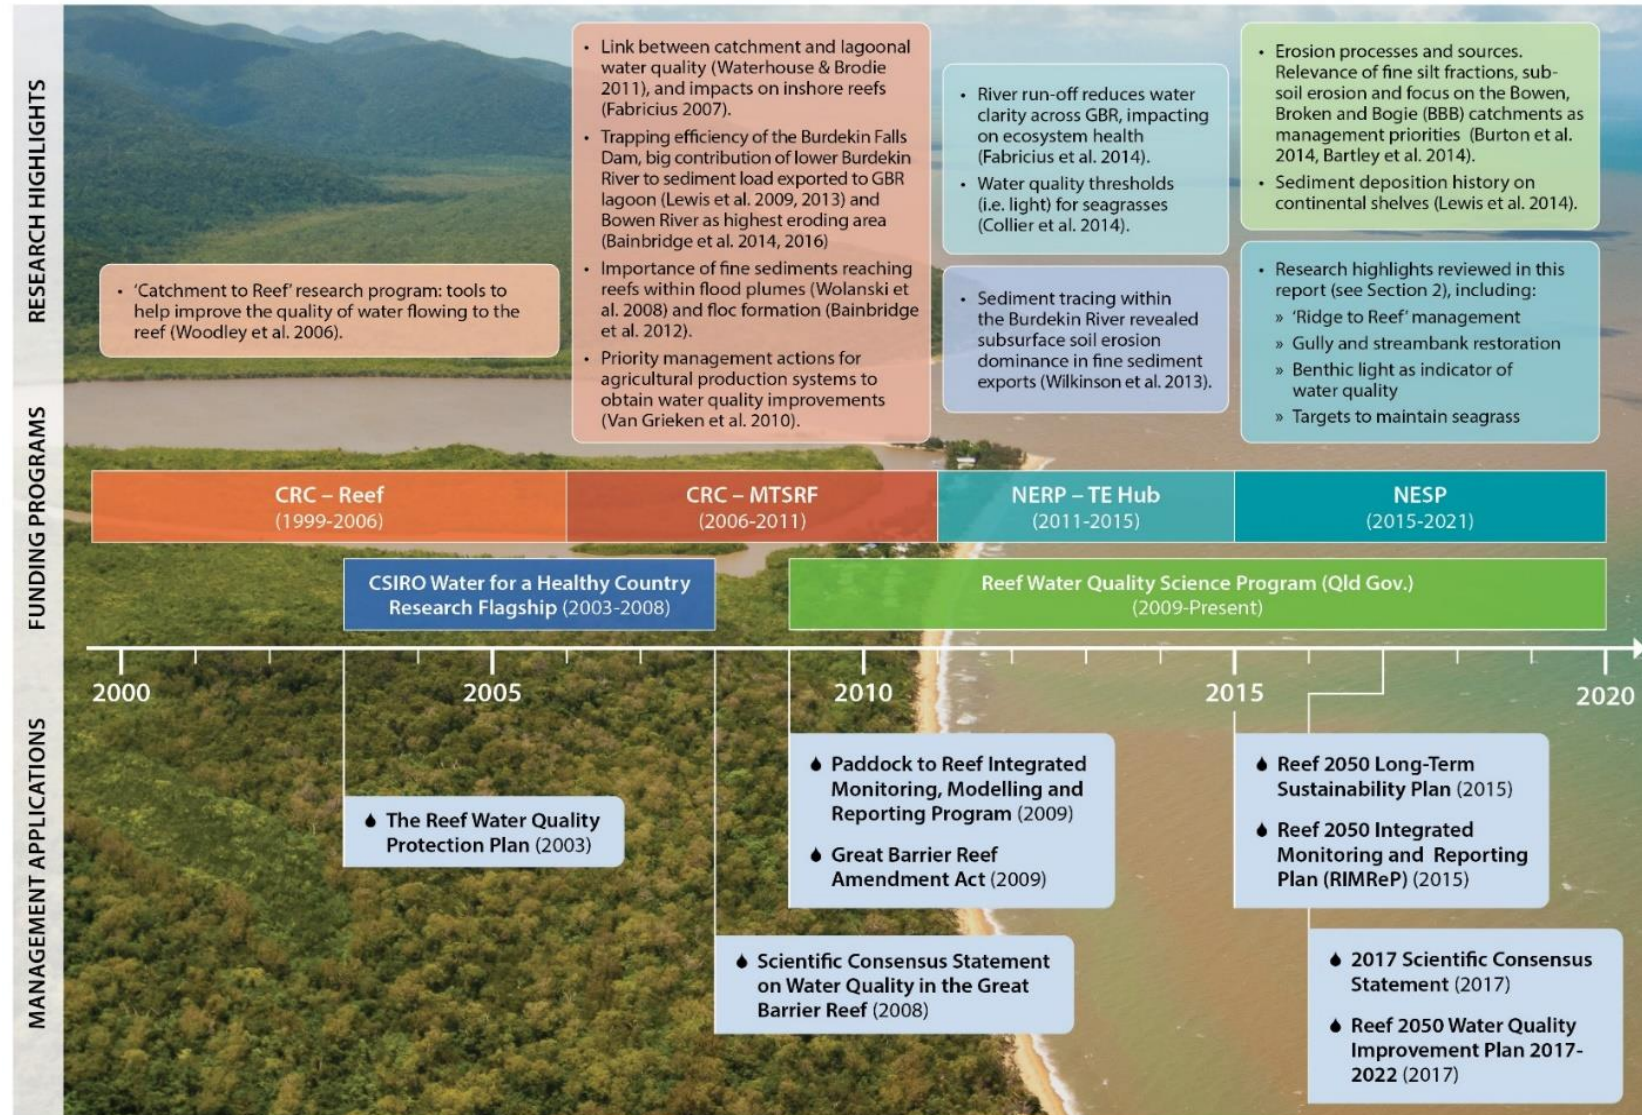 RESEARCH HIGHLIGHTS
• 'Catchment to Reef' research program: tools to
help improve the quality of water flowing to the
reef (Woodley et al. 2006).
• Link between catchment and lagoonal
water quality (Waterhouse & Brodie
2011), and impacts on inshore reefs
(Fabricius 2007).
• Trapping efficiency of the Burdekin Falls
Dam, big contribution of lower Burdekin
River to sediment load exported to GBR
lagoon (Lewis et al. 2009, 2013) and
Bowen River as highest eroding area
(Bainbridge et al. 2014, 2016)
• Importance of fine sediments reaching
reefs within flood plumes (Wolanski et
al. 2008) and floc formation (Bainbridge
et al. 2012).
• Priority management actions for
agricultural production systems to
obtain water quality improvements
(Van Grieken et al. 2010).
• River run-off reduces water
clarity across GBR, impacting
on ecosystem health
(Fabricius et al. 2014).
• Water quality thresholds
(i.e. light) for seagrasses
(Collier et al. 2014).
• Sediment tracing within
the Burdekin River revealed
subsurface soil erosion
dominance in fine sediment
exports (Wilkinson et al. 2013).
• Erosion processes and sources.
Relevance of fine silt fractions, sub-
soil erosion and focus on the Bowen,
Broken and Bogie (BBB) catchments as
management priorities (Burton et al.
2014, Bartley et al. 2014).
• Sediment deposition history on
continental shelves (Lewis et al. 2014).
• Research highlights reviewed in this
report (see Section 2), including:
» 'Ridge to Reef' management
» Gully and streambank restoration
» Benthic light as indicator of
water quality
» Targets to maintain seagrass
FUNDING PROGRAMS
CRC – Reef
(1999-2006)
CRC – MTSRF
(2006-2011)
NERP – TE Hub
(2011-2015)
NESP
(2015-2021)
CSIRO Water for a Healthy Country
Research Flagship (2003-2008)
Reef Water Quality Science Program (Qld Gov.)
(2009-Present)
2000
2005
2010
2015
2020
MANAGEMENT APPLICATIONS
The Reef Water Quality
Protection Plan (2003)
Scientific Consensus Statement
on Water Quality in the Great
Barrier Reef (2008)
Paddock to Reef Integrated
Monitoring, Modelling and
Reporting Program (2009)
Great Barrier Reef
Amendment Act (2009)
Reef 2050 Long-Term
Sustainability Plan (2015)
Reef 2050 Integrated
Monitoring and Reporting
Plan (RIMReP) (2015)
2017 Scientific Consensus
Statement (2017)
Reef 2050 Water Quality
Improvement Plan 2017-
2022 (2017)